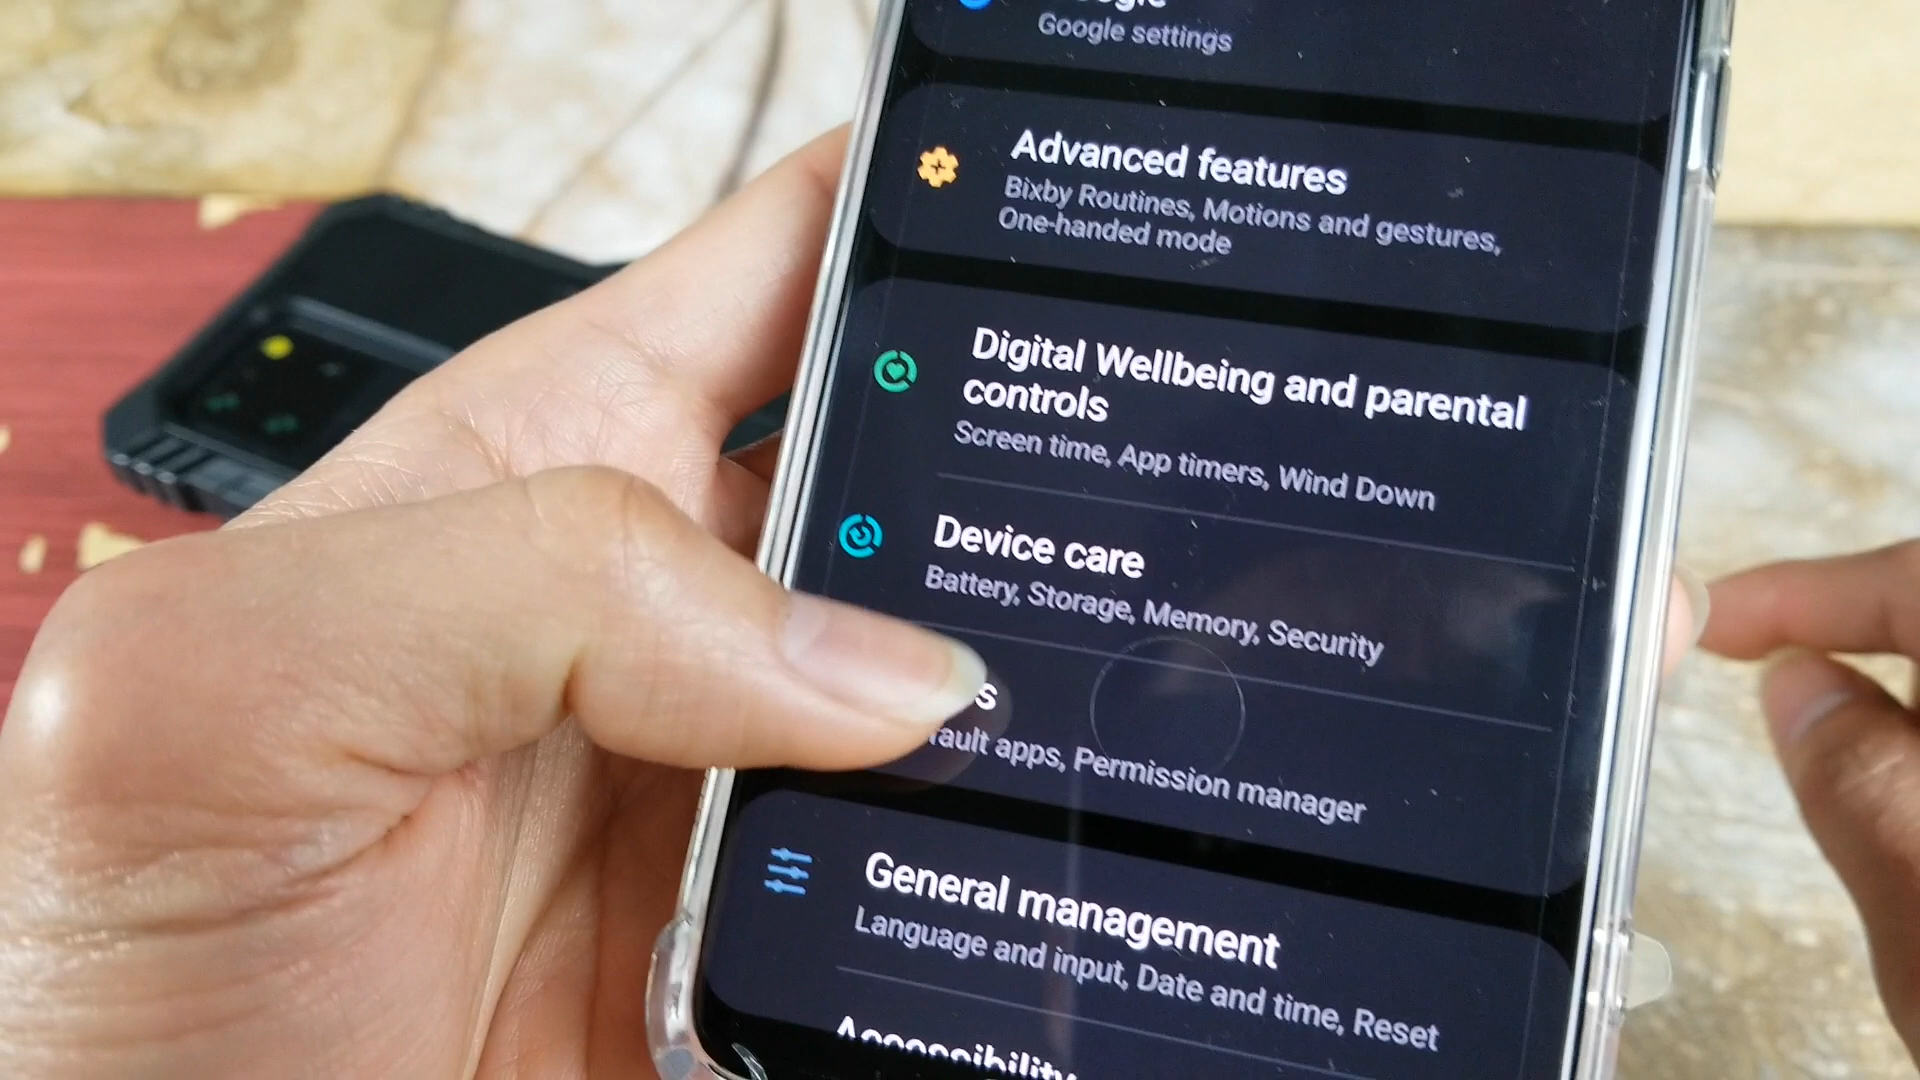 Google settings
Advanced features
Bixby Routines, Motions and gestures,
One-handed mode
Digital Wellbeing and parental
controls
Screen time, App timers, Wind Down
Device care
Battery, Storage, Memory, Security
apps, Permission manager
General management
Language and input, Date and time, Reset
Accessibility